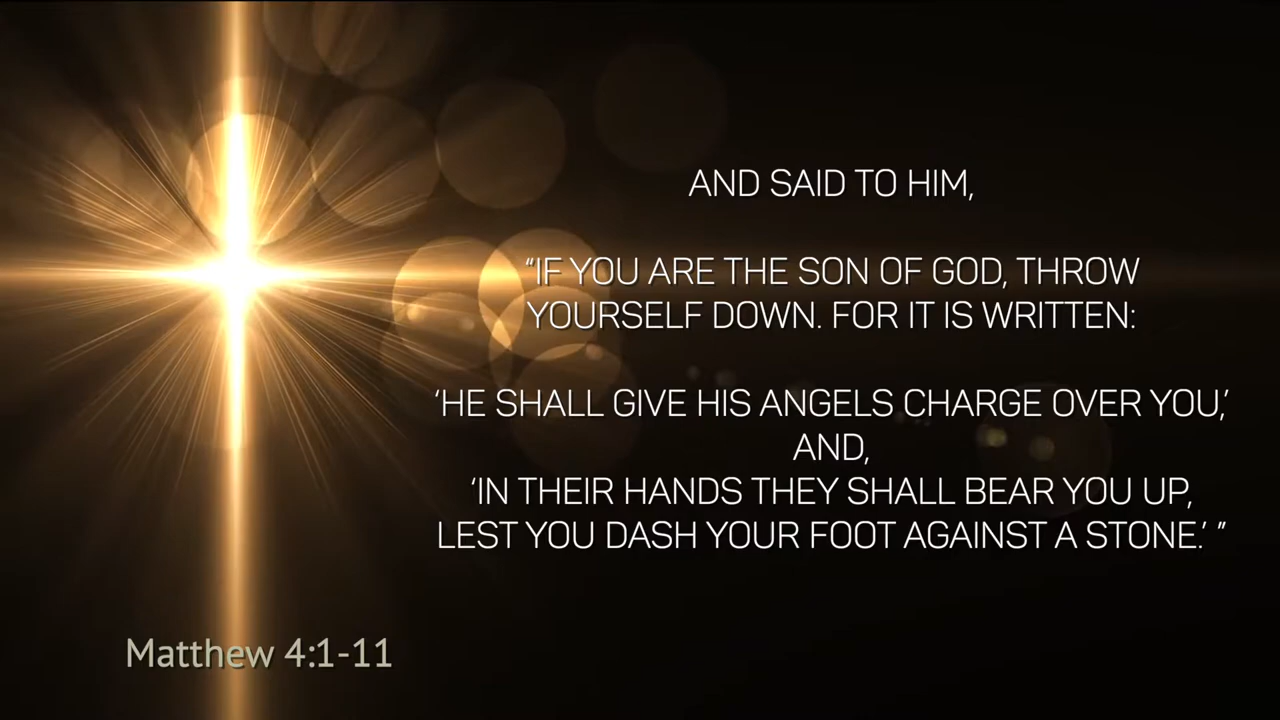 AND SAID TO HIM,
“IF YOU ARE THE SON OF GOD, THROW
YOURSELF DOWN. FOR IT IS WRITTEN:
‘HE SHALL GIVE HIS ANGELS CHARGE OVER YOU,’
AND,
‘IN THEIR HANDS THEY SHALL BEAR YOU UP,
LEST YOU DASH YOUR FOOT AGAINST A STONE.’ ”
Matthew 4:1-11